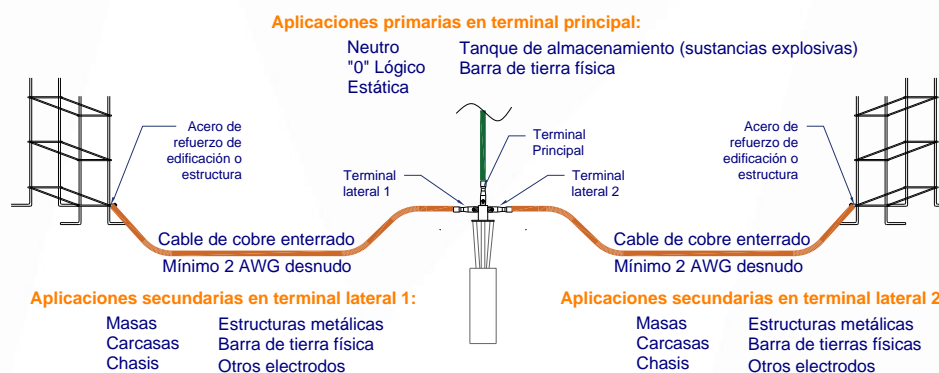 Aplicaciones primarias en terminal principal:
Neutro Tanque de almacenamiento (sustancias explosivas)
"0" Lógico Barra de tierra física
Estática
Acero de
refuerzo de
edificación o
estructura
Terminal
Principal
Acero de
refuerzo de
edificación o
estructura
Terminal
lateral 1
Terminal
lateral 2
Cable de cobre enterrado
Mínimo 2 AWG desnudo
Cable de cobre enterrado
Mínimo 2 AWG desnudo
Aplicaciones secundarias en terminal lateral 1:
Masas Estructuras metálicas
Carcasas Barra de tierra física
Chasis Otros electrodos
Aplicaciones secundarias en terminal lateral 2
Masas Estructuras metálicas
Carcasas Barra de tierras físicas
Chasis Otros electrodos